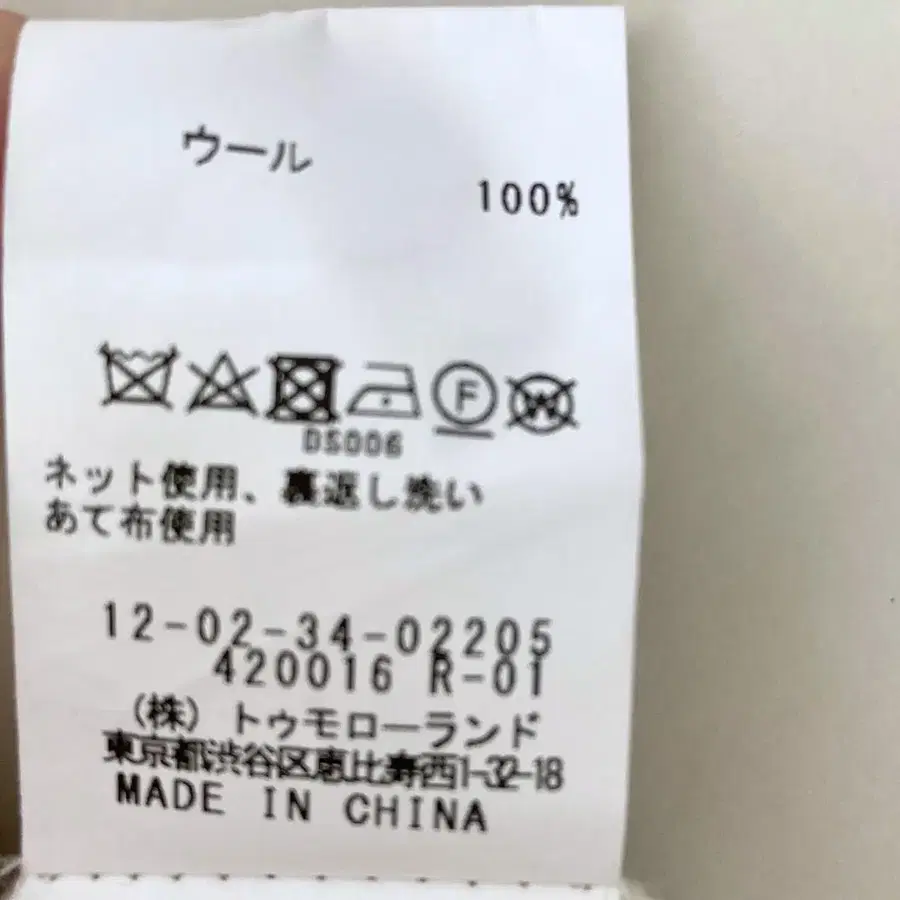 ウール
100%
F W
DS006
ネット使用、裏返し洗い
あて布使用
12-02-34-02205
420016 R-01
(株)トゥモローランド
東京都渋谷区恵比寿西1-32-18
MADE IN CHINA